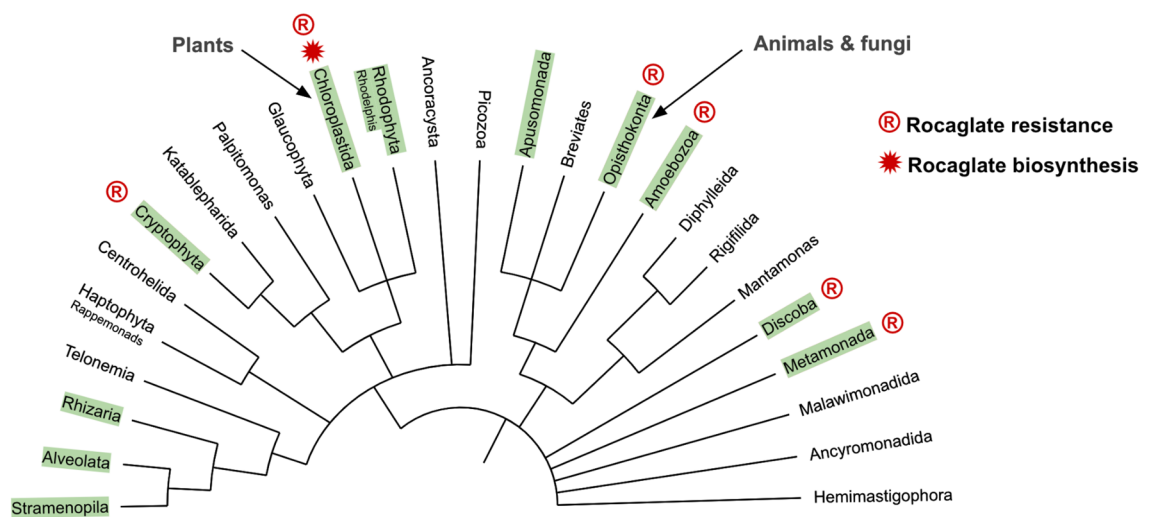 Plants
Animals & fungi
® Rocaglate resistance
Rocaglate biosynthesis
®
®
®
®
®
®
Stramenopila
Alveolata
Rhizaria
Telonemia
Haptophyta
Rappemonads
Centrohelida
Cryptophyta
Katablepharida
Palpitomonas
Glaucophyta
Chloroplastida
Rhodophyta
Rhodelphis
Ancoracysta
Picozoa
Apusomonada
Breviates
Opisthokonta
Amoebozoa
Diphylleida
Rigifilida
Mantamonas
Discoba
Metamonada
Malawimonadida
Ancyromonadida
Hemimastigophora